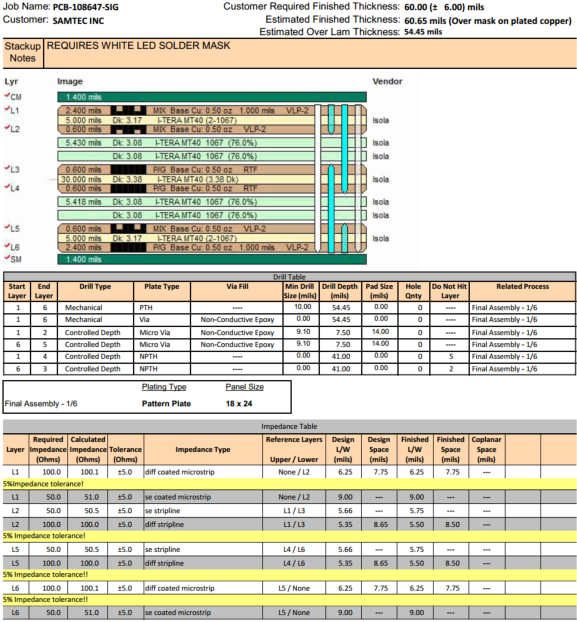 Job Name: PCB-108647-SIG
Customer: SAMTEC INC
Customer Required Finished Thickness: 60.00 (± 6.00) mils
Estimated Finished Thickness: 60.65 mils (Over mask on plated copper)
Estimated Over Lam Thickness: 54.45 mils
Stackup Notes REQUIRES WHITE LED SOLDER MASK
Lyr Image Vendor
CM 1.400 mils
L1 2.400 mils MIX Base Cu: 0.50 oz 1.000 mils VLP-2
5.000 mils Dk: 3.17 I-TERA MT40 (2-1067) Isola
L2 0.600 mils MIX Base Cu: 0.50 oz VLP-2
5.430 mils Dk: 3.08 I-TERA MT40 1067 (76.0%) Isola
Dk: 3.08 I-TERA MT40 1067 (76.0%) Isola
L3 0.600 mils P/G Base Cu: 0.50 oz RTF
30.000 mils Dk: 3.38 I-TERA MT40 (3.38 Dk) Isola
L4 0.600 mils P/G Base Cu: 0.50 oz RTF
5.418 mils Dk: 3.08 I-TERA MT40 1067 (76.0%) Isola
Dk: 3.08 I-TERA MT40 1067 (76.0%) Isola
L5 0.600 mils MIX Base Cu: 0.50 oz VLP-2
5.000 mils Dk: 3.17 I-TERA MT40 (2-1067) Isola
L6 2.400 mils P/G Base Cu: 0.50 oz 1.000 mils VLP-2
SM 1.400 mils
Drill Table
Start Layer End Layer Drill Type Plate Type Via Fill Min Drill Size (mils) Drill Depth (mils) Pad Size (mils) Hole Qnty Do Not Hit Layer Related Process
1 6 Mechanical PTH ---- 10.00 54.45 0.00 0 ---- Final Assembly - 1/6
1 6 Mechanical Via Non-Conductive Epoxy 0.00 54.45 0.00 0 ---- Final Assembly - 1/6
1 2 Controlled Depth Micro Via Non-Conductive Epoxy 9.10 7.50 14.00 0 ---- Final Assembly - 1/6
6 5 Controlled Depth Micro Via Non-Conductive Epoxy 9.10 7.50 14.00 0 ---- Final Assembly - 1/6
1 4 Controlled Depth NPTH ---- 0.00 41.00 0.00 0 5 Final Assembly - 1/6
6 3 Controlled Depth NPTH ---- 0.00 41.00 0.00 0 2 Final Assembly - 1/6
Plating Type Panel Size
Final Assembly - 1/6 Pattern Plate 18 x 24
Impedance Table
Layer Required Impedance (Ohms) Calculated Impedance (Ohms) Tolerance (Ohms) Impedance Type Reference Layers Upper / Lower Design L/W (mils) Design Space (mils) Finished L/W (mils) Finished Space (mils) Coplanar Space (mils)
L1 100.0 100.1 ±5.0 diff coated microstrip None / L2 6.25 7.75 6.25 7.75 ---
5%Impedance tolerance!
L1 50.0 51.0 ±5.0 se coated microstrip None / L2 9.00 --- 9.00 --- ---
L2 50.0 50.5 ±5.0 se stripline L1 / L3 5.66 --- 5.75 --- ---
L2 100.0 100.0 ±5.0 diff stripline L1 / L3 5.35 8.65 5.50 8.50 ---
5% Impedance tolerance!
L5 50.0 50.5 ±5.0 se stripline L4 / L6 5.66 --- 5.75 --- ---
L5 100.0 100.0 ±5.0 diff stripline L4 / L6 5.35 8.65 5.50 8.50 ---
5% Impedance tolerance!!
L6 100.0 100.1 ±5.0 diff coated microstrip L5 / None 6.25 7.75 6.25 7.75 ---
5% Impedance tolerance!!
L6 50.0 51.0 ±5.0 se coated microstrip L5 / None 9.00 --- 9.00 --- ---